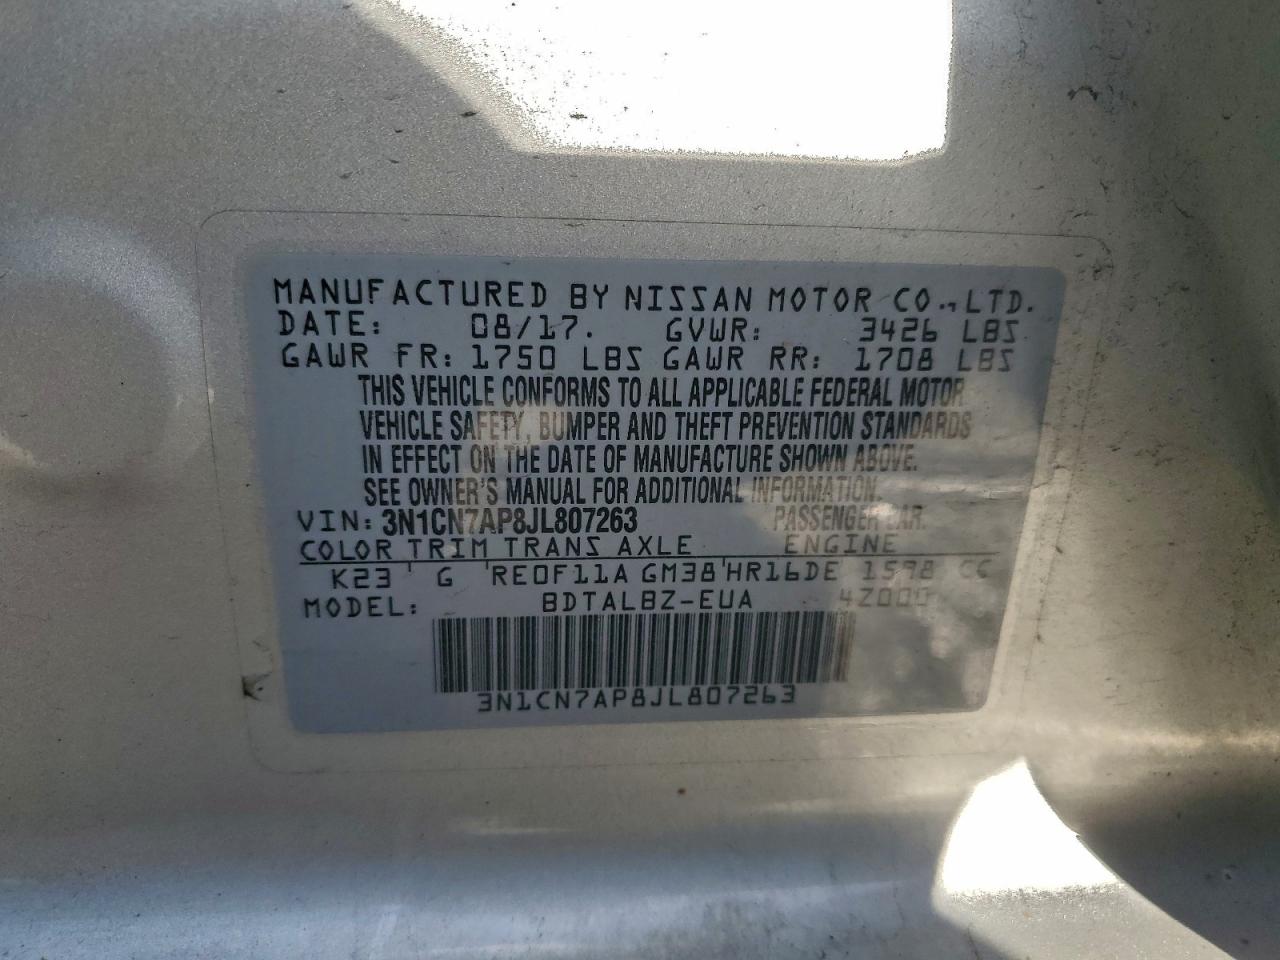 MANUFACTURED BY NISSAN MOTOR CO., LTD.
DATE: 08/17. GVWR: 3426 LBS
GAWR FR: 1750 LBS GAWR RR: 1708 LBS
THIS VEHICLE CONFORMS TO ALL APPLICABLE FEDERAL MOTOR
VEHICLE SAFETY, BUMPER AND THEFT PREVENTION STANDARDS
IN EFFECT ON THE DATE OF MANUFACTURE SHOWN ABOVE.
SEE OWNER'S MANUAL FOR ADDITIONAL INFORMATION.
VIN: 3N1CN7AP8JL807263 PASSENGER CAR.
COLOR TRIM TRANS AXLE ENGINE
K23 G RE0F11A GM38 HR16DE 1598 CC
MODEL: BDTALBZ-EUA 4Z000
3N1CN7AP8JL807263